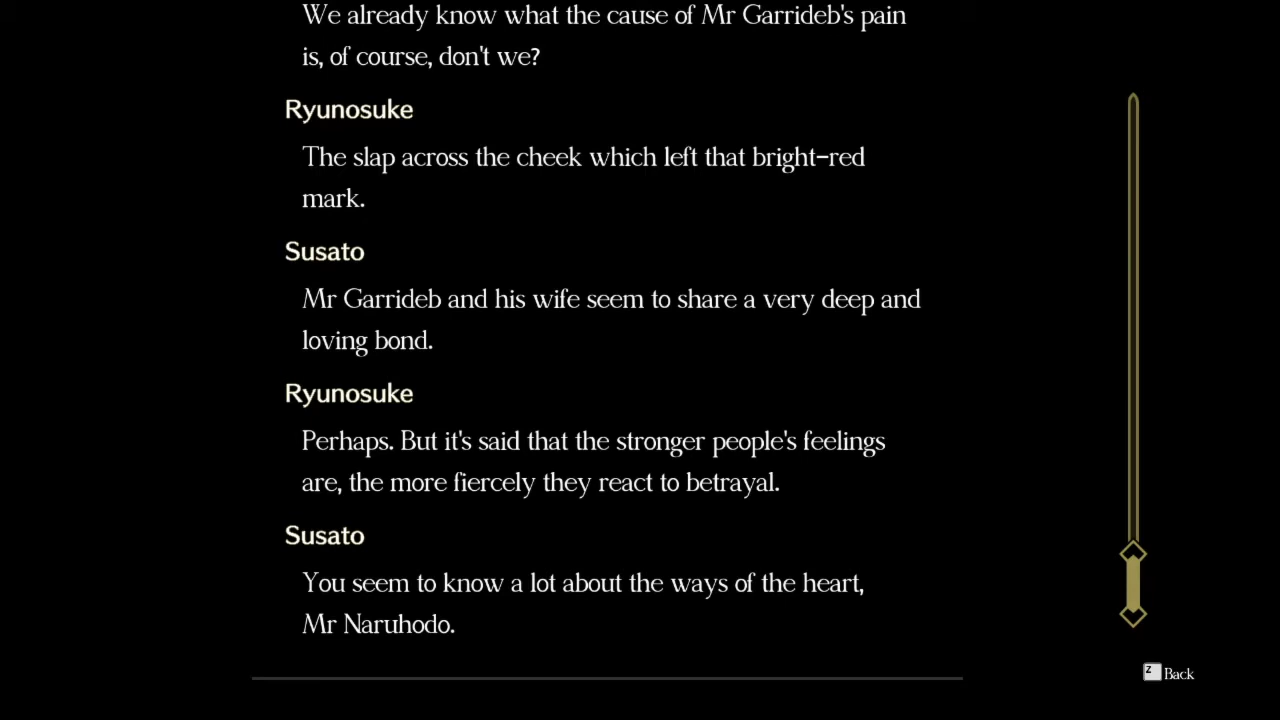 We already know what the cause of Mr Garrideb's pain
is, of course, don't we?
Ryunosuke
The slap across the cheek which left that bright-red
mark.
Susato
Mr Garrideb and his wife seem to share a very deep and
loving bond.
Ryunosuke
Perhaps. But it's said that the stronger people's feelings
are, the more fiercely they react to betrayal.
Susato
You seem to know a lot about the ways of the heart,
Mr Naruhodo.
Z Back